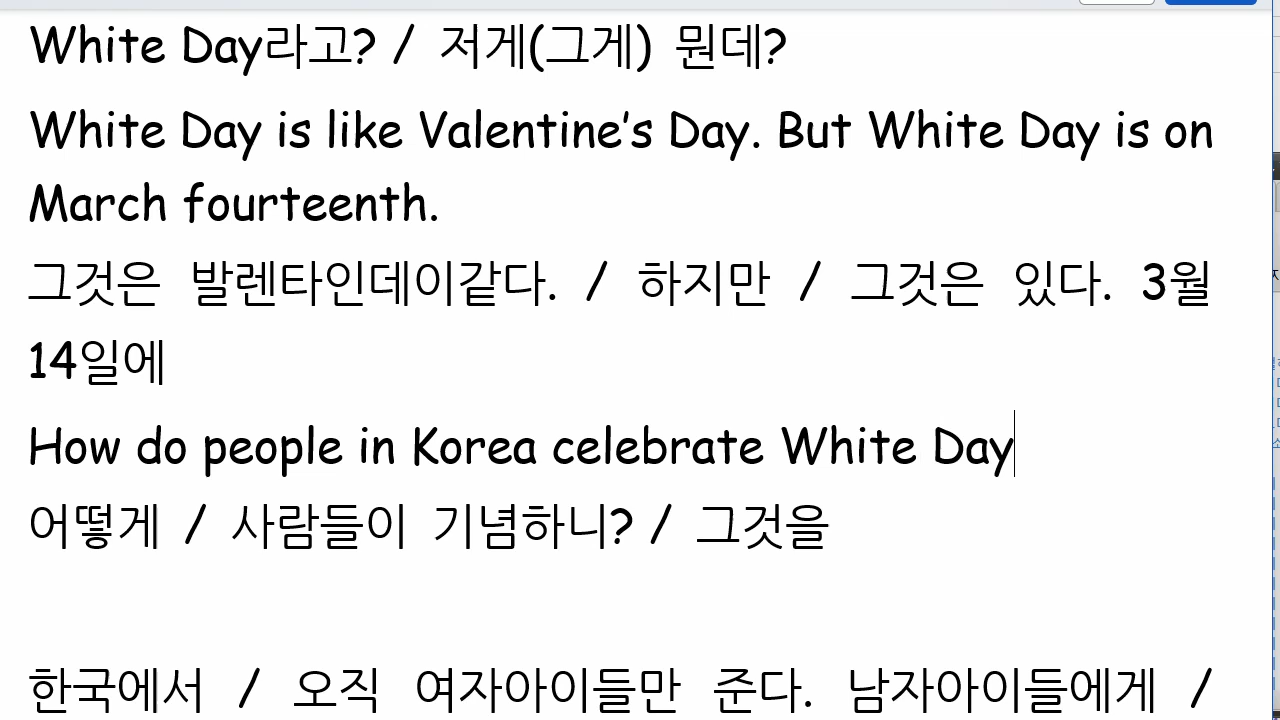 White Day라고? / 저게(그게) 뭔데?
White Day is like Valentine’s Day. But White Day is on
March fourteenth.
그것은 발렌타인데이같다. / 하지만 / 그것은 있다. 3월
14일에
How do people in Korea celebrate White Day
어떻게 / 사람들이 기념하니? / 그것을
한국에서 / 오직 여자아이들만 준다. 남자아이들에게 /